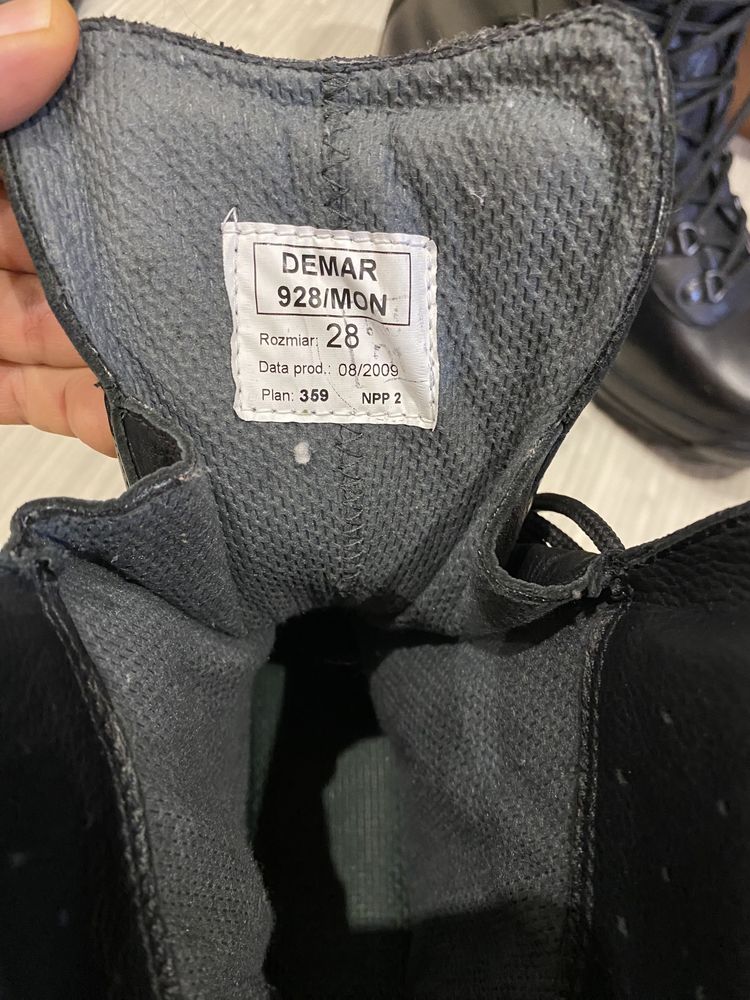 DEMAR
928/MON
Rozmiar: 28
Data prod.: 08/2009
Plan: 359 NPP 2